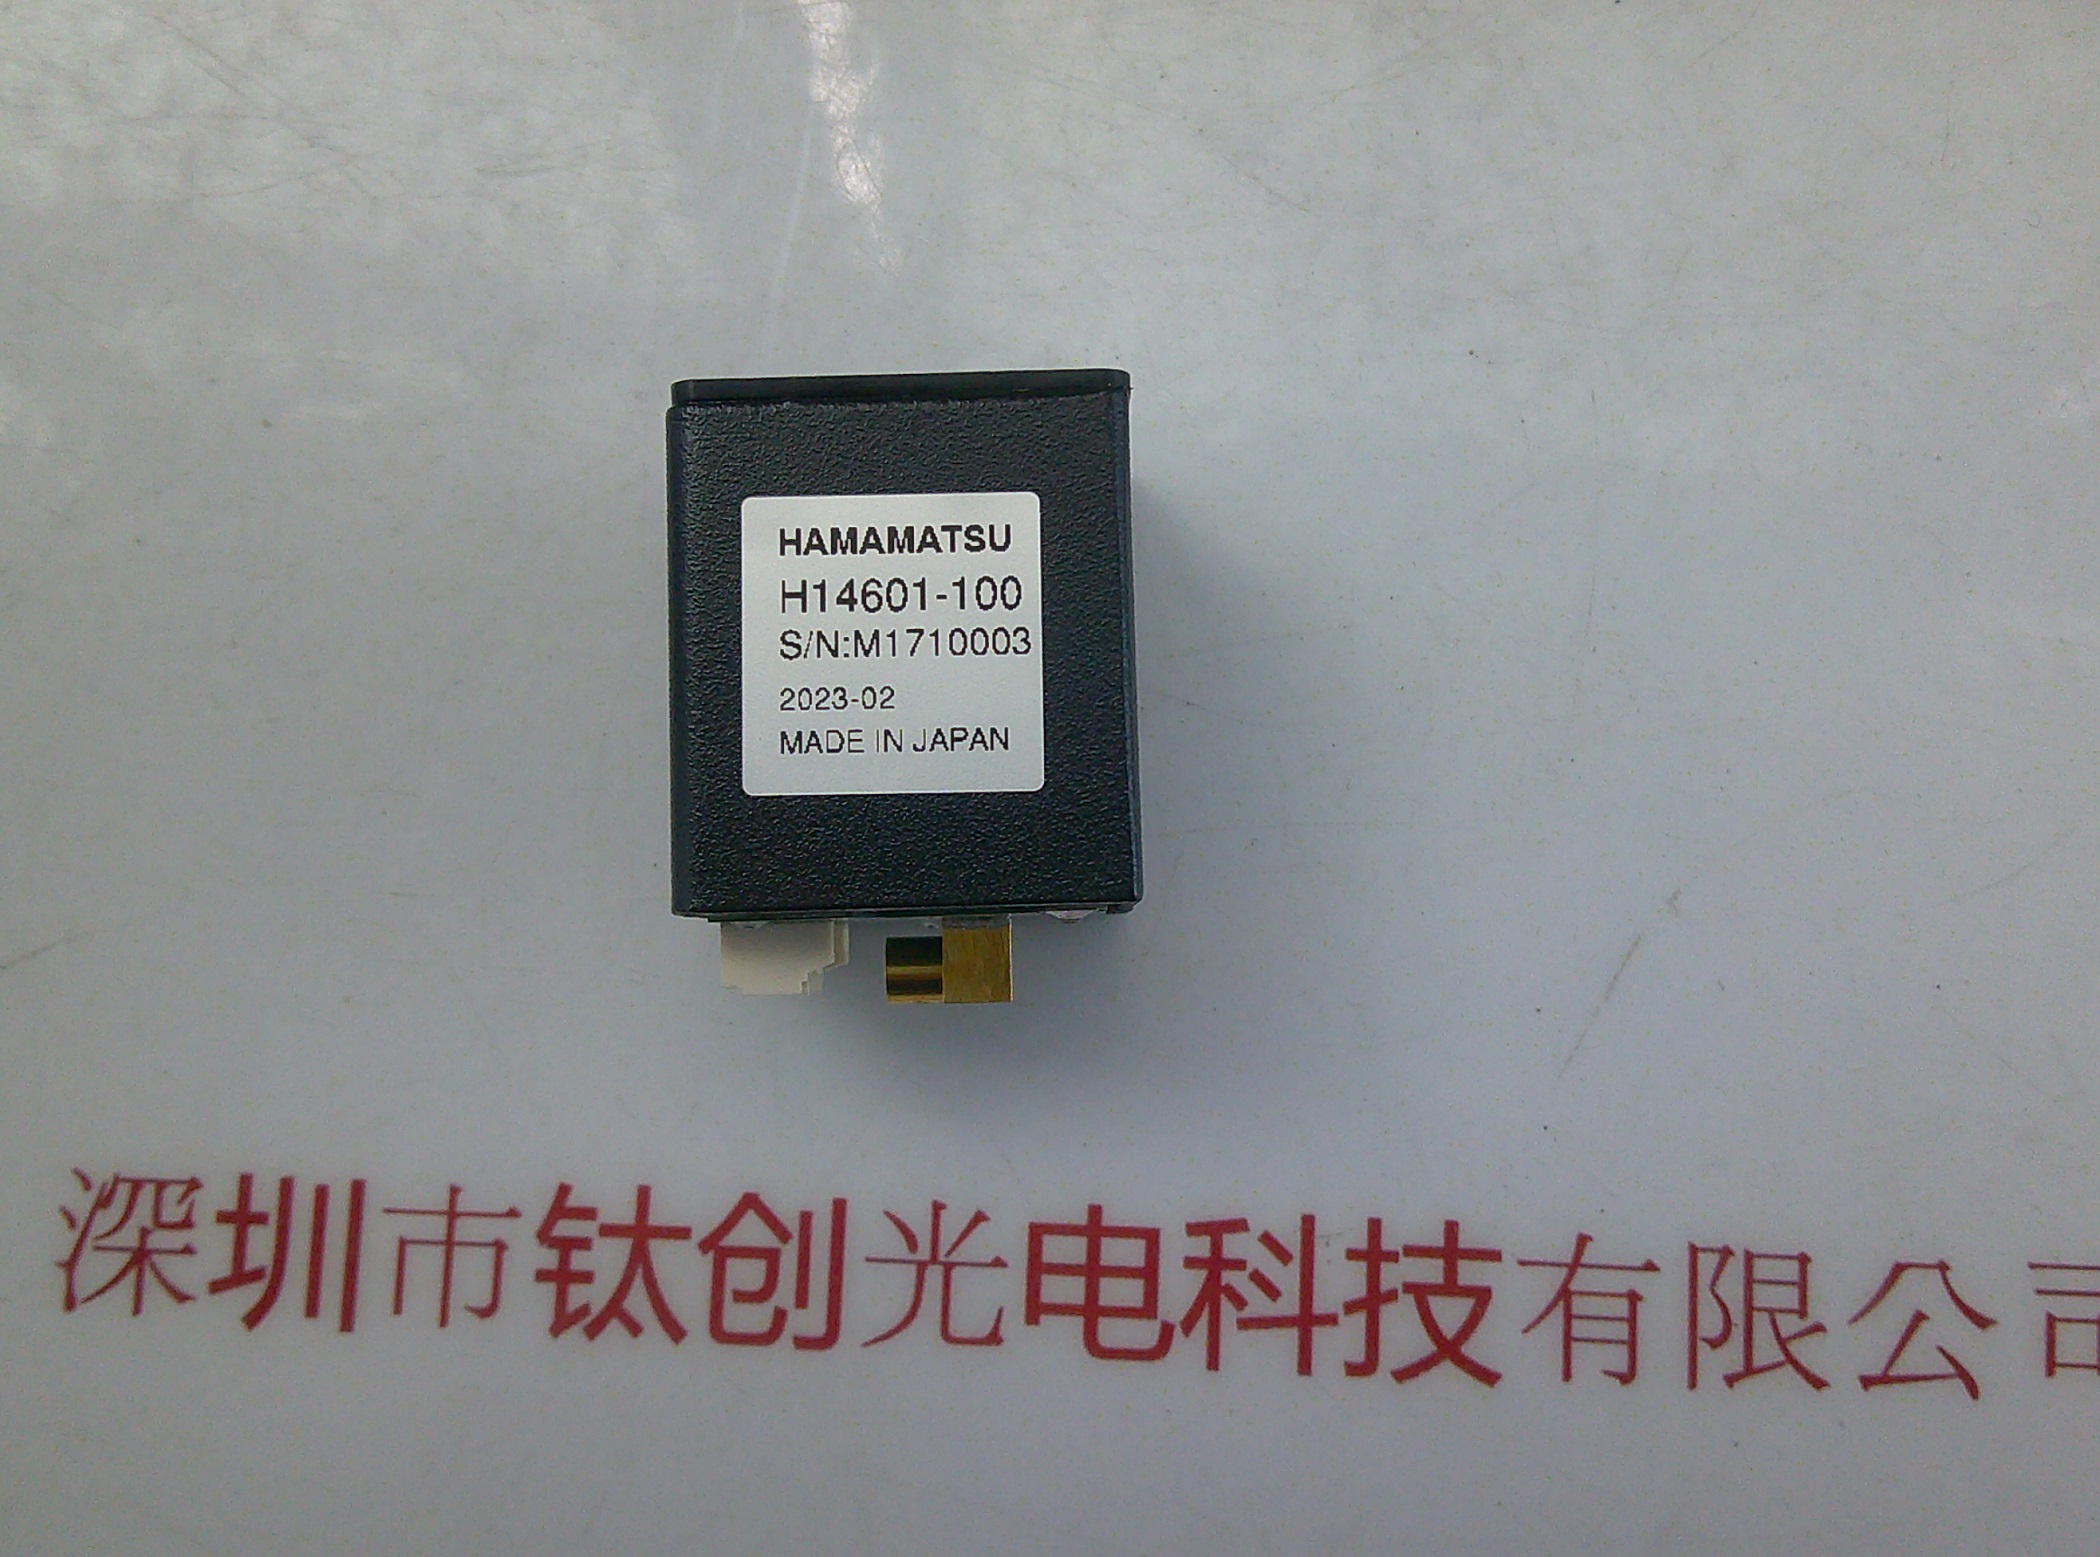 HAMAMATSU
H14601-100
S/N:M1710003
2023-02
MADE IN JAPAN
深圳市钛创光电科技有限公司